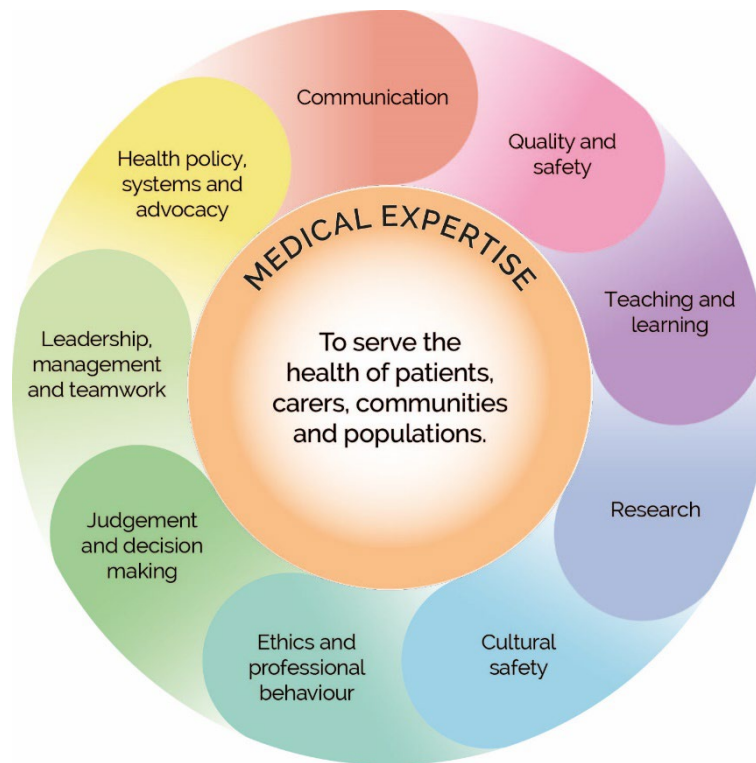 Communication
Quality and
safety
Teaching and
learning
Research
Cultural
safety
Ethics and
professional
behaviour
Judgement
and decision
making
Leadership,
management
and teamwork
Health policy,
systems and
advocacy
MEDICAL EXPERTISE
To serve the
health of patients,
carers, communities
and populations.